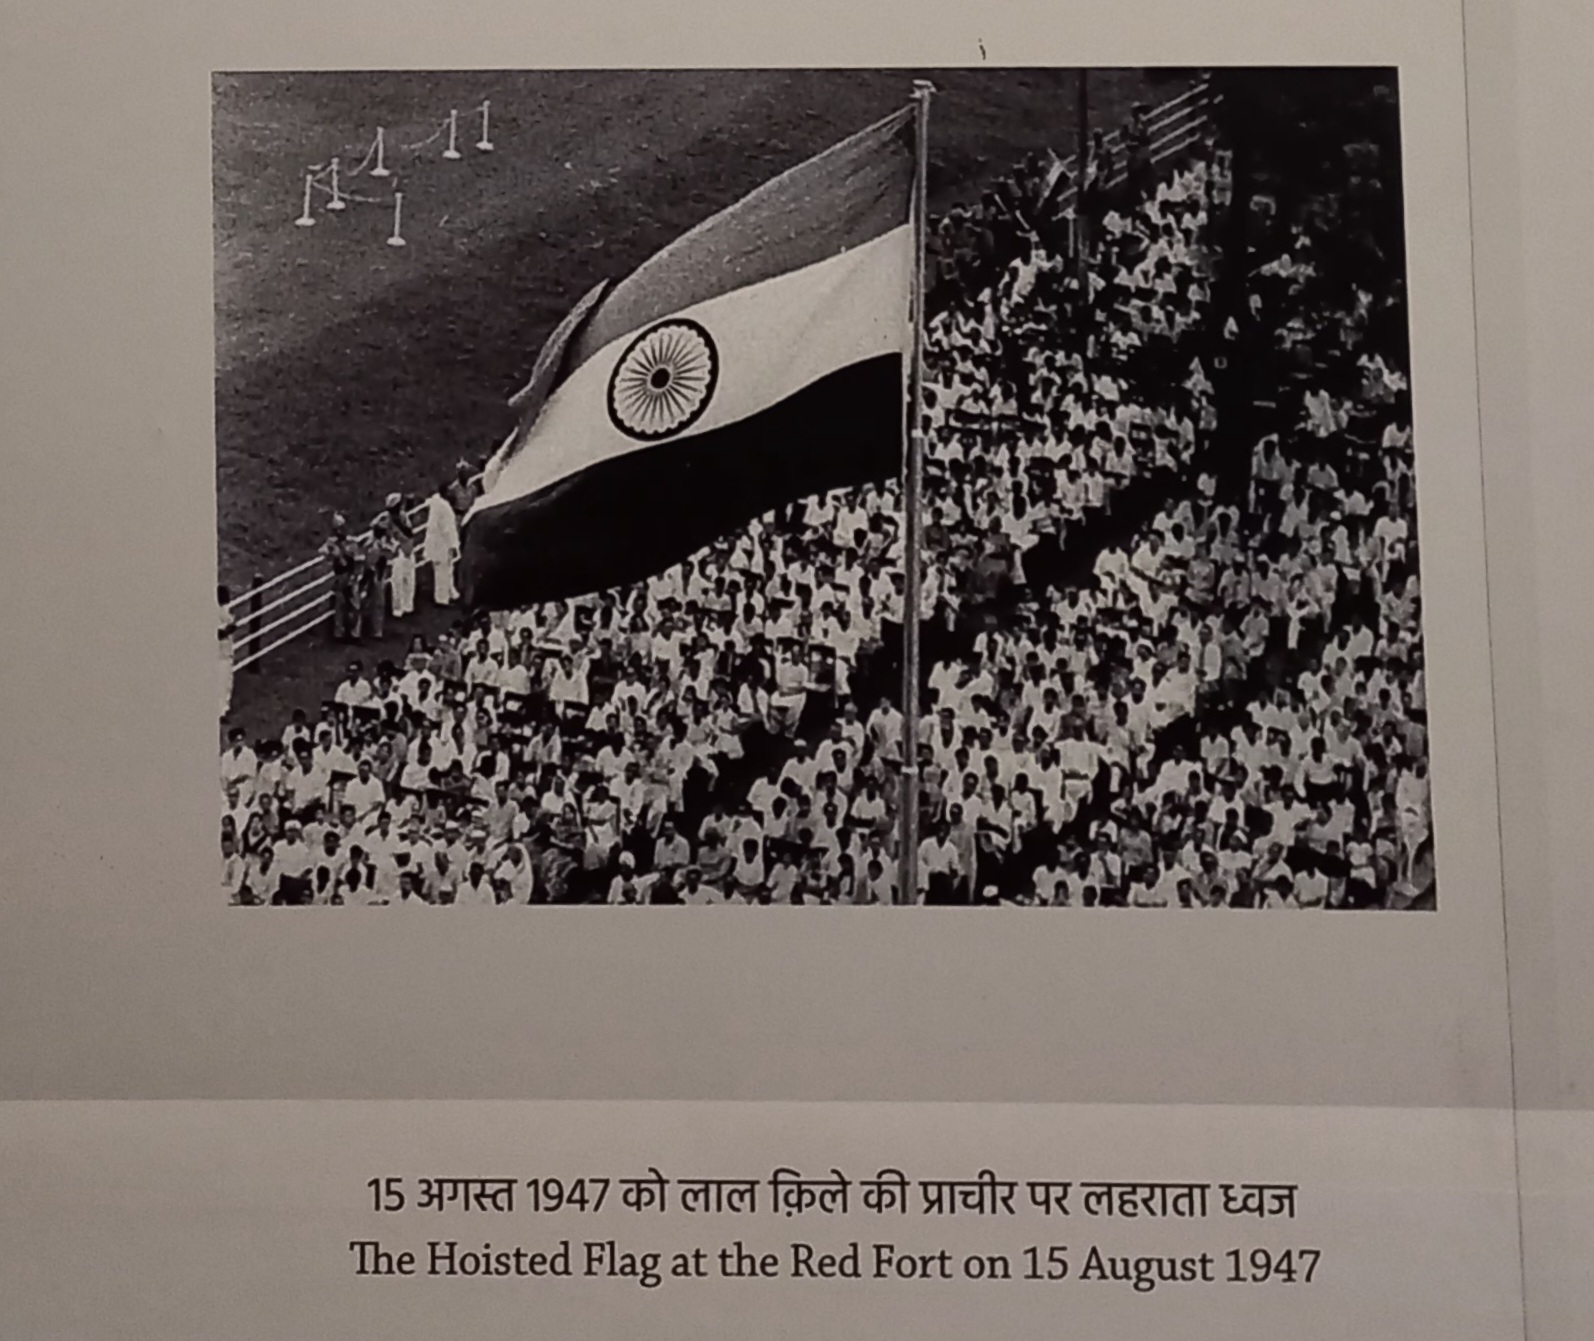 15 अगस्त 1947 को लाल क़िले की प्राचीर पर लहराता ध्वज
The Hoisted Flag at the Red Fort on 15 August 1947